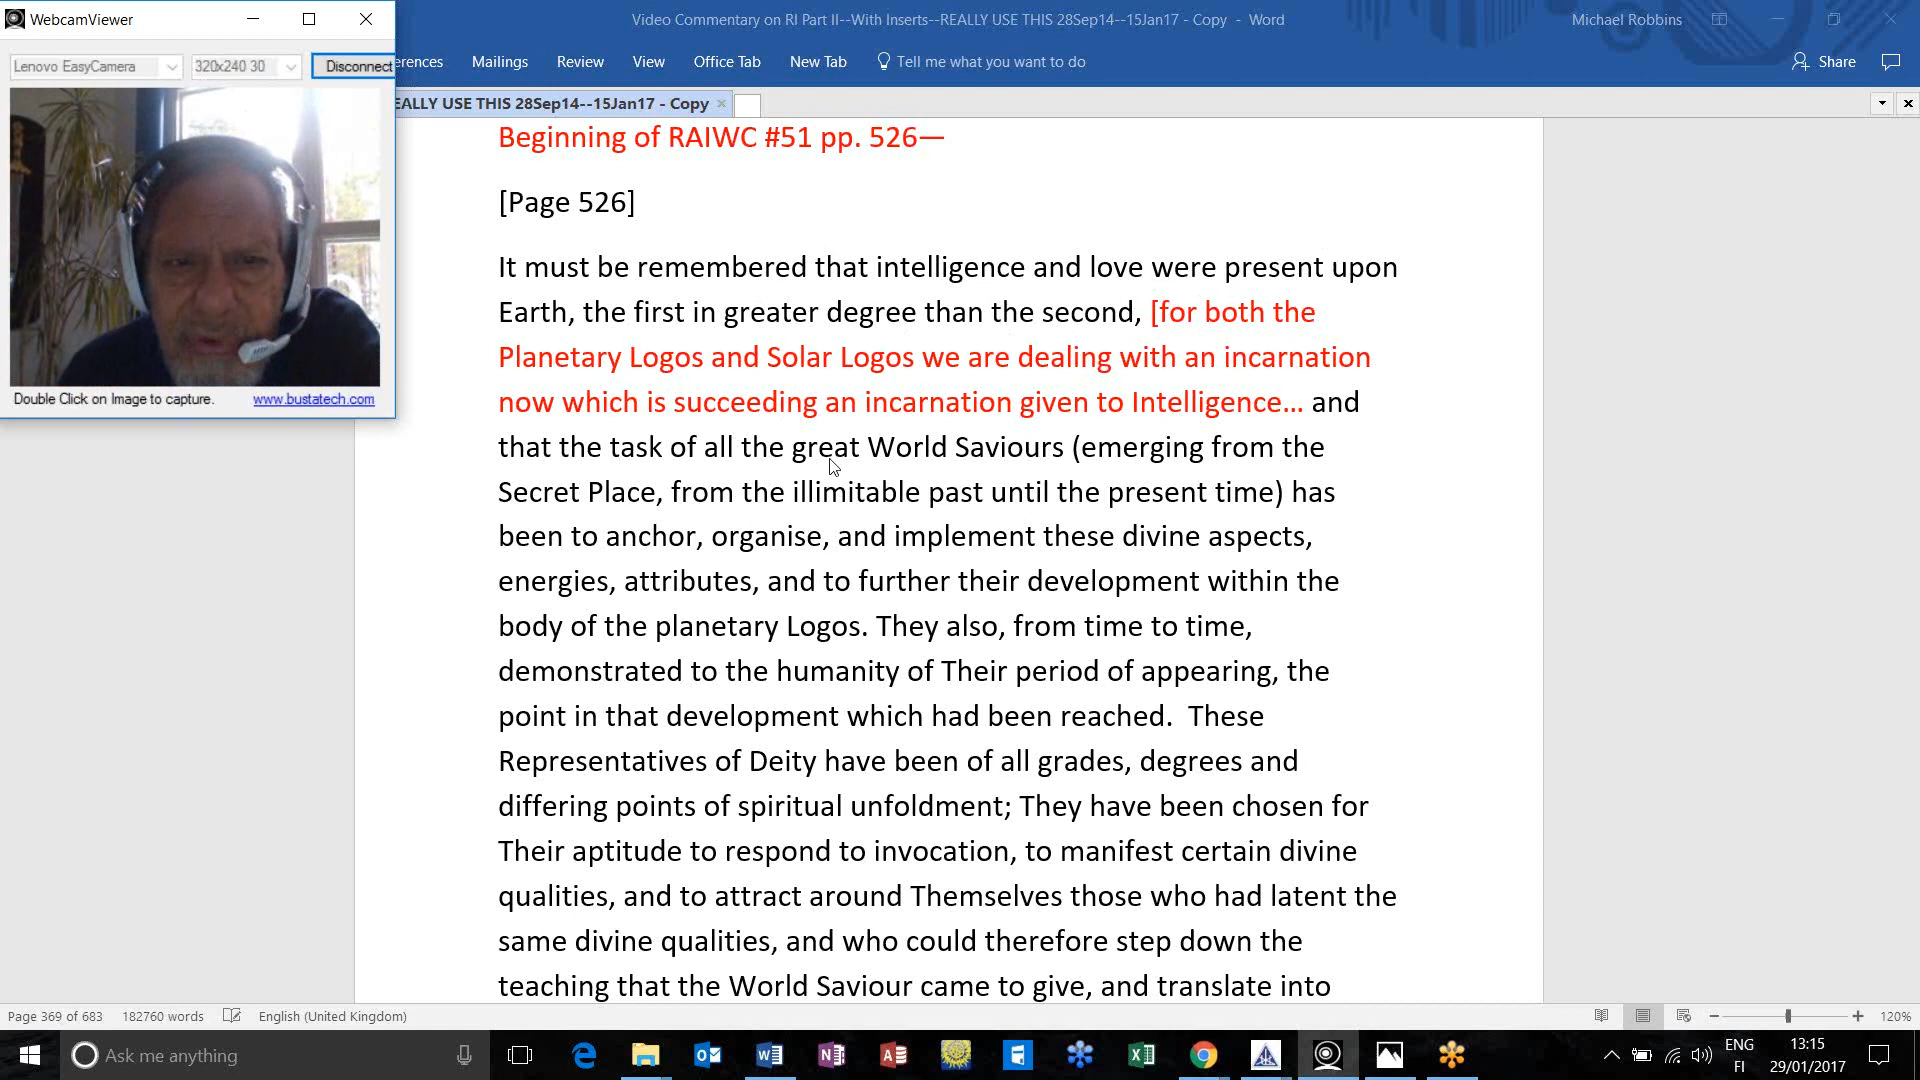 WebcamViewer
Lenovo EasyCamera
320x240 30
Disconnect
Double Click on Image to capture.
www.bustatech.com
Video Commentary on RI Part II--With Inserts--REALLY USE THIS 28Sep14--15Jan17 - Copy - Word
Michael Robbins
erences
Mailings
Review
View
Office Tab
New Tab
Tell me what you want to do
Share
EALLY USE THIS 28Sep14--15Jan17 - Copy
Beginning of RAIWC #51 pp. 526—
[Page 526]
It must be remembered that intelligence and love were present upon
Earth, the first in greater degree than the second, [for both the
Planetary Logos and Solar Logos we are dealing with an incarnation
now which is succeeding an incarnation given to Intelligence… and
that the task of all the great World Saviours (emerging from the
Secret Place, from the illimitable past until the present time) has
been to anchor, organise, and implement these divine aspects,
energies, attributes, and to further their development within the
body of the planetary Logos. They also, from time to time,
demonstrated to the humanity of Their period of appearing, the
point in that development which had been reached.  These
Representatives of Deity have been of all grades, degrees and
differing points of spiritual unfoldment; They have been chosen for
Their aptitude to respond to invocation, to manifest certain divine
qualities, and to attract around Themselves those who had latent the
same divine qualities, and who could therefore step down the
teaching that the World Saviour came to give, and translate into
Page 369 of 683
182760 words
English (United Kingdom)
120%
Ask me anything
ENG
FI
13:15
29/01/2017